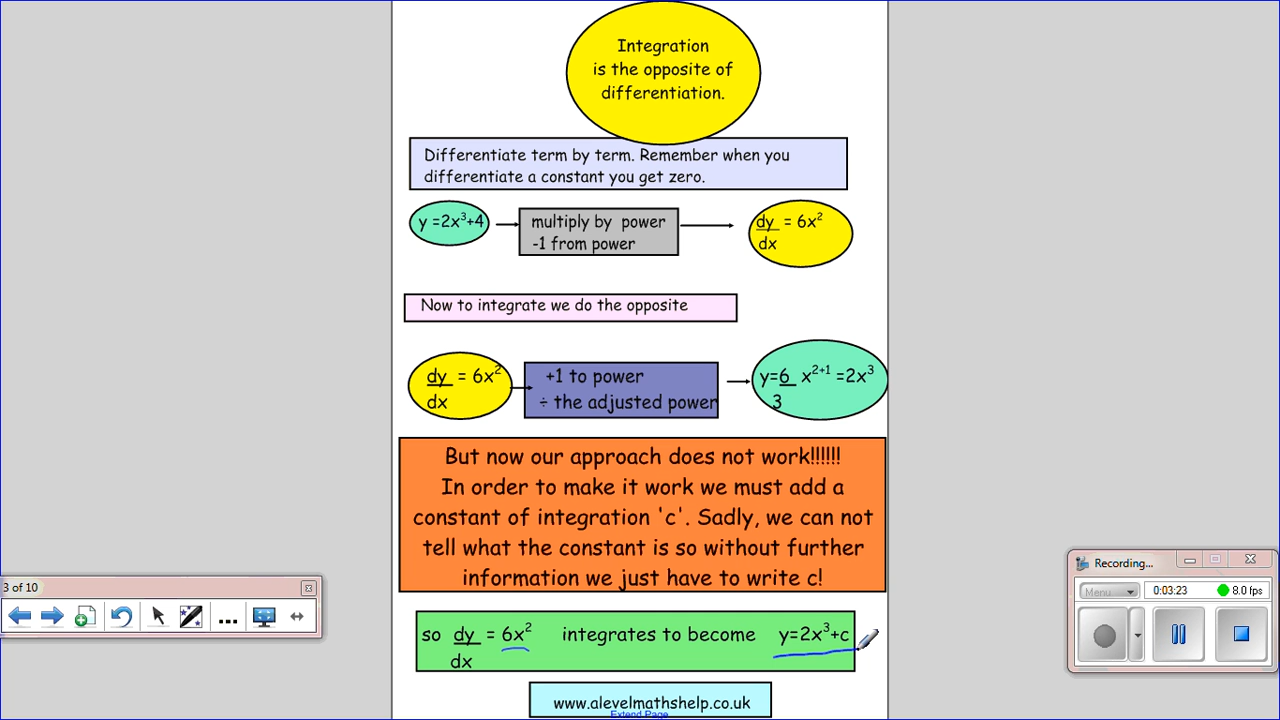 Integration
is the opposite of
differentiation.
Differentiate term by term. Remember when you
differentiate a constant you get zero.
y =2x³+4
multiply by power
-1 from power
dy = 6x²
dx
Now to integrate we do the opposite
dy = 6x²
dx
+1 to power
÷ the adjusted power
y=6 x²⁺¹ =2x³
3
But now our approach does not work!!!!!!
In order to make it work we must add a
constant of integration 'c'. Sadly, we can not
tell what the constant is so without further
information we just have to write c!
so dy = 6x² integrates to become y=2x³+c
dx
www.alevelmathshelp.co.uk
Extend Page
3 of 10
Recording...
Menu
0:03:23
8.0 fps